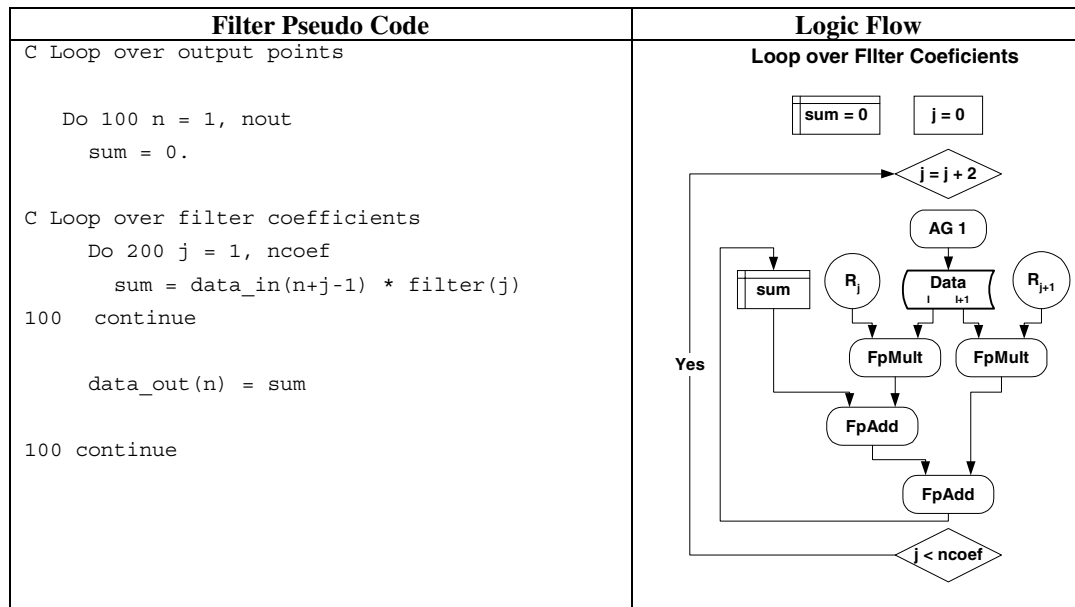 Filter Pseudo Code
C Loop over output points
Do 100 n = 1, nout
sum = 0.
C Loop over filter coefficients
Do 200 j = 1, ncoef
sum = data_in(n+j-1) * filter(j)
100 continue
data_out(n) = sum
100 continue
Logic Flow
Loop over FIlter Coeficients
sum = 0
j = 0
j = j + 2
AG 1
sum
Rj
Data
I I+1
Rj+1
FpMult
FpMult
Yes
FpAdd
FpAdd
j < ncoef